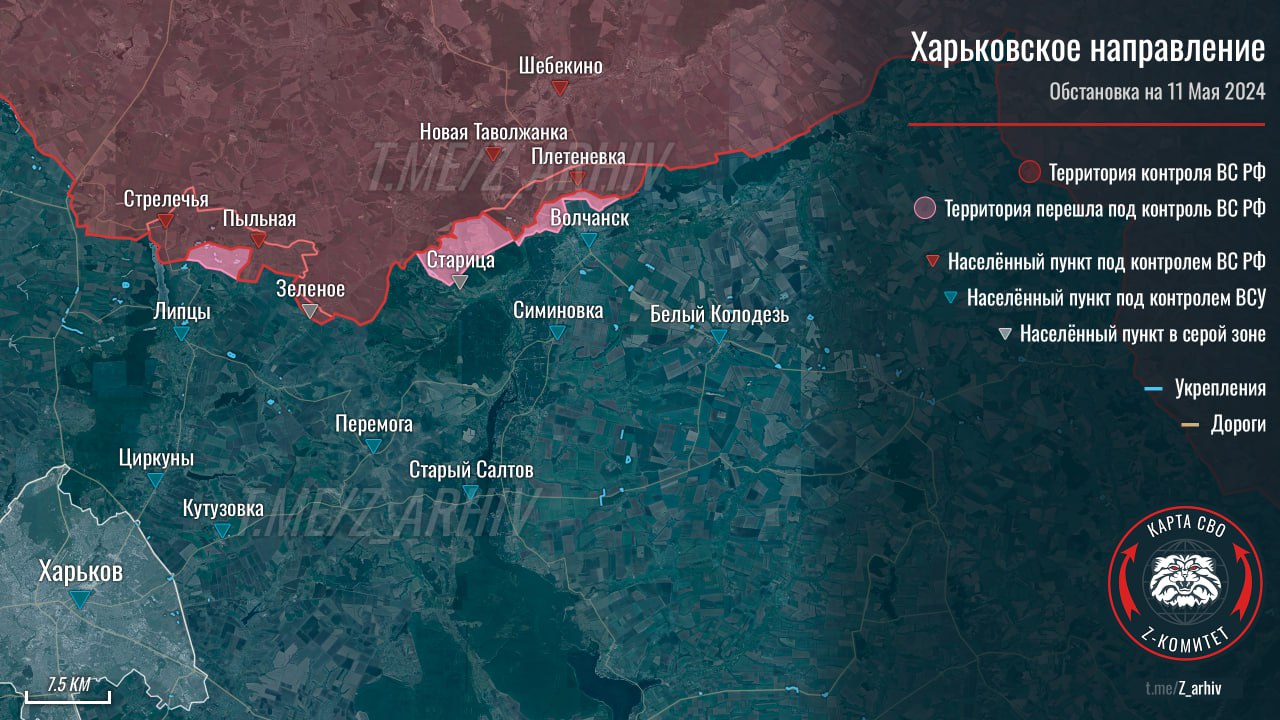 Харьковское направление
Обстановка на 11 Мая 2024
Территория контроля ВС РФ
Территория перешла под контроль ВС РФ
Населённый пункт под контролем ВС РФ
Населённый пункт под контролем ВСУ
Населённый пункт в серой зоне
Укрепления
Дороги
Шебекино
Новая Таволжанка
Плетеневка
T.ME/Z_ARHIV
Стрелечья
Пыльная
Волчанск
Старица
Зеленое
Липцы
Симиновка
Белый Колодезь
Перемога
Циркуны
Старый Салтов
Кутузовка
T.ME/Z_ARHIV
Харьков
7.5 КМ
КАРТА СВО
Z-КОМИТЕТ
t.me/Z_arhiv